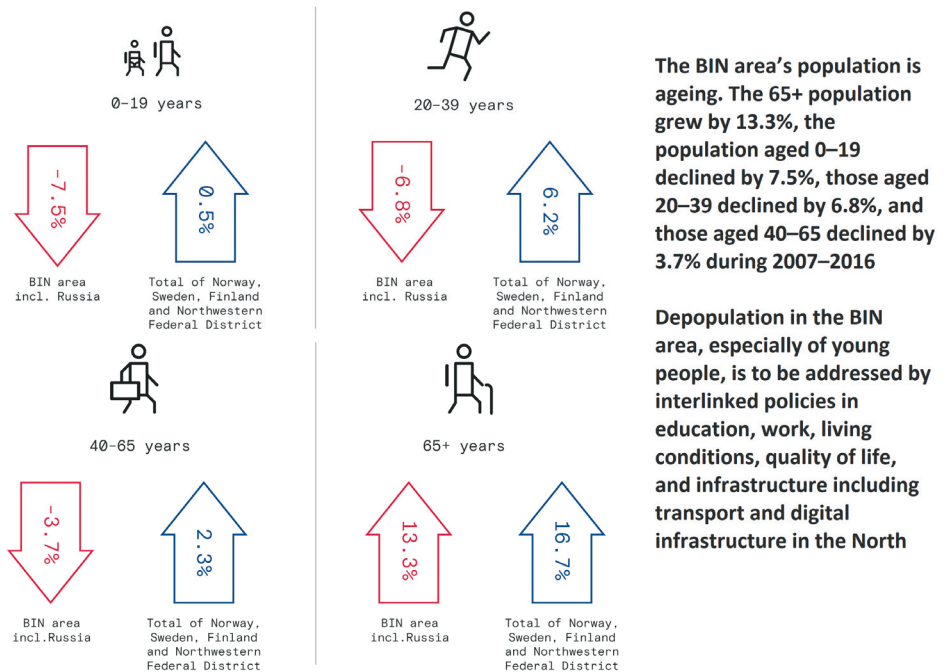 0-19 years
-7.5%
0.5%
BIN area
incl. Russia
Total of Norway,
Sweden, Finland
and Northwestern
Federal District
20-39 years
-6.8%
6.2%
BIN area
incl. Russia
Total of Norway,
Sweden, Finland
and Northwestern
Federal District
40-65 years
-3.7%
2.3%
BIN area
incl.Russia
Total of Norway,
Sweden, Finland
and Northwestern
Federal District
65+ years
13.3%
16.7%
BIN area
incl.Russia
Total of Norway,
Sweden, Finland
and Northwestern
Federal District
The BIN area’s population is
ageing. The 65+ population
grew by 13.3%, the
population aged 0–19
declined by 7.5%, those aged
20–39 declined by 6.8%, and
those aged 40–65 declined by
3.7% during 2007–2016
Depopulation in the BIN
area, especially of young
people, is to be addressed by
interlinked policies in
education, work, living
conditions, quality of life,
and infrastructure including
transport and digital
infrastructure in the North